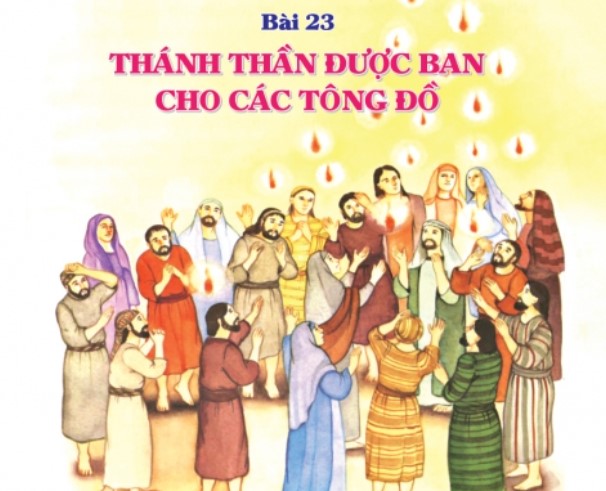 Bài 23
THÁNH THẦN ĐƯỢC BAN
CHO CÁC TÔNG ĐỒ